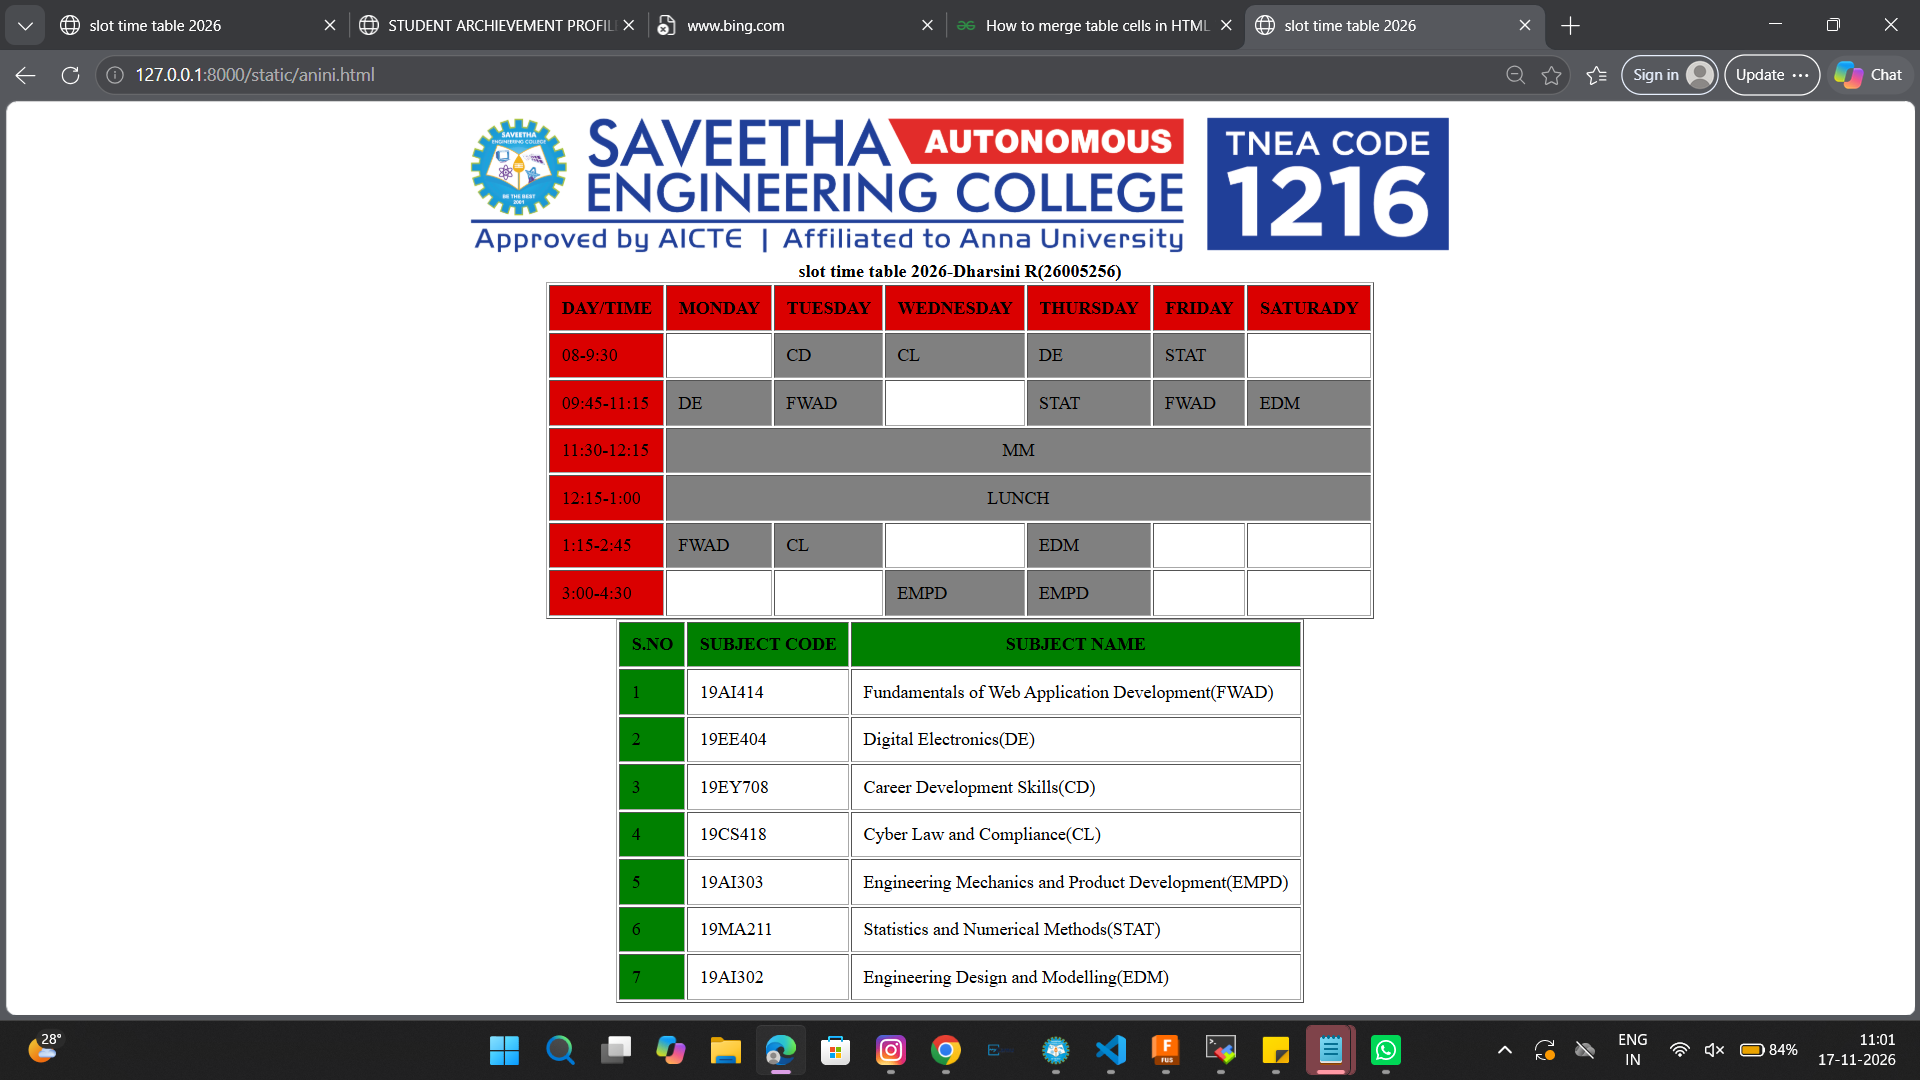 slot time table 2026
STUDENT ARCHIEVEMENT PROFIL
www.bing.com
How to merge table cells in HTML
slot time table 2026
127.0.0.1:8000/static/anini.html
Sign in
Update
Chat
SAVEETHA AUTONOMOUS
ENGINEERING COLLEGE
Approved by AICTE | Affiliated to Anna University
TNEA CODE
1216
SAVEETHA
ENGINEERING COLLEGE
BE THE BEST
2001
slot time table 2026-Dharsini R(26005256)
DAY/TIME MONDAY TUESDAY WEDNESDAY THURSDAY FRIDAY SATURADY
08-9:30 CD CL DE STAT
09:45-11:15 DE FWAD STAT FWAD EDM
11:30-12:15 MM
12:15-1:00 LUNCH
1:15-2:45 FWAD CL EDM
3:00-4:30 EMPD EMPD
S.NO SUBJECT CODE SUBJECT NAME
1 19AI414 Fundamentals of Web Application Development(FWAD)
2 19EE404 Digital Electronics(DE)
3 19EY708 Career Development Skills(CD)
4 19CS418 Cyber Law and Compliance(CL)
5 19AI303 Engineering Mechanics and Product Development(EMPD)
6 19MA211 Statistics and Numerical Methods(STAT)
7 19AI302 Engineering Design and Modelling(EDM)
28°
F
FUS
ENG
IN
84%
11:01
17-11-2026